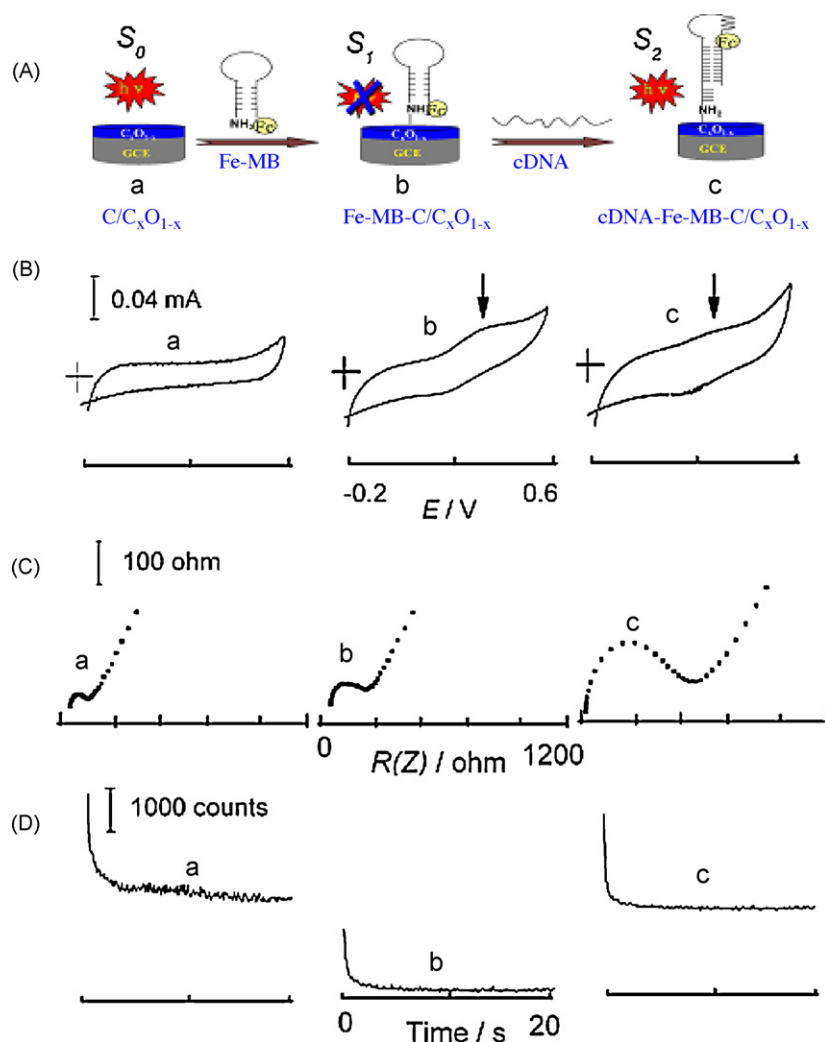 (A)
S0
S1
S2
hν
hν
NH2
Fc
NH
Fc
Fc
NH2
CxO1-x
GCE
CxO1-x
GCE
CxO1-x
GCE
Fe-MB
cDNA
a
b
c
C/CxO1-x
Fe-MB-C/CxO1-x
cDNA-Fe-MB-C/CxO1-x
(B)
0.04 mA
a
b
c
-0.2
0.6
E / V
(C)
100 ohm
a
b
c
0
1200
R(Z) / ohm
(D)
1000 counts
a
b
c
0
20
Time / s